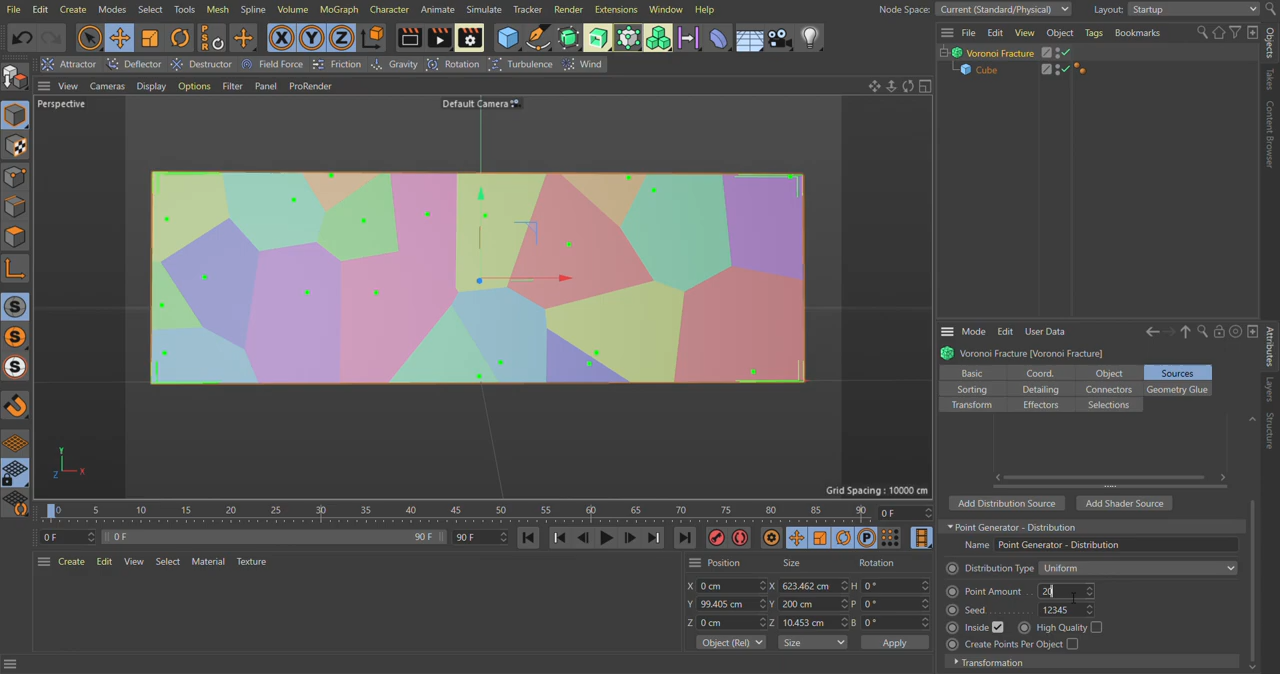 File Edit Create Modes Select Tools Mesh Spline Volume MoGraph Character Animate Simulate Tracker Render Extensions Window Help Node Space: Current (Standard/Physical) Layout: Startup
PSR X Y Z
Attractor Deflector Destructor Field Force Friction Gravity Rotation Turbulence Wind
View Cameras Display Options Filter Panel ProRender
Perspective
Default Camera
Y
Z
X
Grid Spacing : 10000 cm
S
S
S
0 5 10 15 20 25 30 35 40 45 50 55 60 65 70 75 80 85 90 0 F
0 F 0 F 90 F 90 F
P
Create Edit View Select Material Texture
Position Size Rotation
X 0 cm X 623.462 cm H 0 °
Y 99.405 cm Y 200 cm P 0 °
Z 0 cm Z 10.453 cm B 0 °
Object (Rel) Size Apply
File Edit View Object Tags Bookmarks
Voronoi Fracture
Cube
Objects
Takes
Content Browser
Mode Edit User Data
Voronoi Fracture [Voronoi Fracture]
Basic Coord. Object Sources
Sorting Detailing Connectors Geometry Glue
Transform Effectors Selections
Add Distribution Source Add Shader Source
Point Generator - Distribution
Name Point Generator - Distribution
Distribution Type Uniform
Point Amount . . 20
Seed. . . . . . . . . . 12345
Inside High Quality
Create Points Per Object
Transformation
Attributes
Layers
Structure